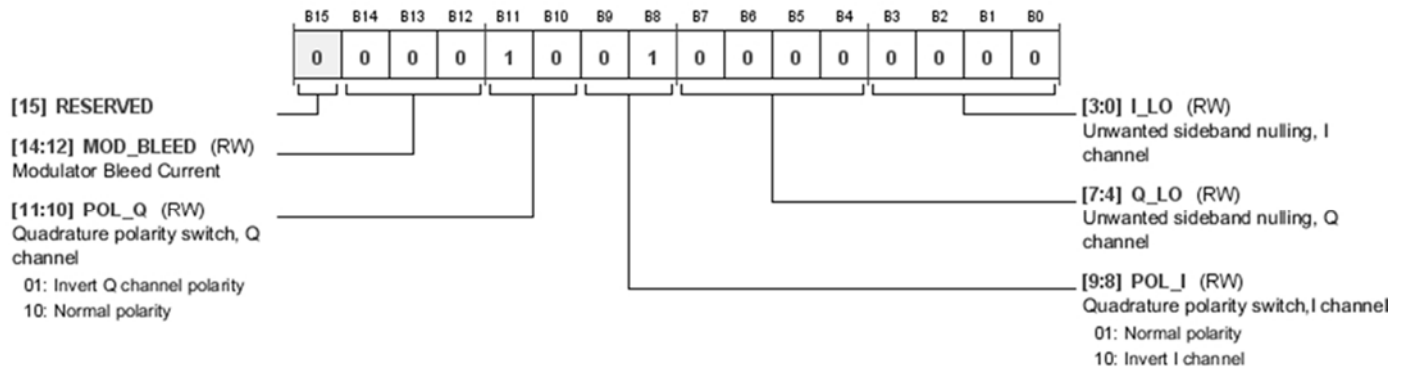 B15 B14 B13 B12 B11 B10 B9 B8 B7 B6 B5 B4 B3 B2 B1 B0
0 0 0 0 1 0 0 1 0 0 0 0 0 0 0 0
[15] RESERVED
[14:12] MOD_BLEED (RW)
Modulator Bleed Current
[11:10] POL_Q (RW)
Quadrature polarity switch, Q
channel
01: Invert Q channel polarity
10: Normal polarity
[3:0] I_LO (RW)
Unwanted sideband nulling, I
channel
[7:4] Q_LO (RW)
Unwanted sideband nulling, Q
channel
[9:8] POL_I (RW)
Quadrature polarity switch,I channel
01: Normal polarity
10: Invert I channel